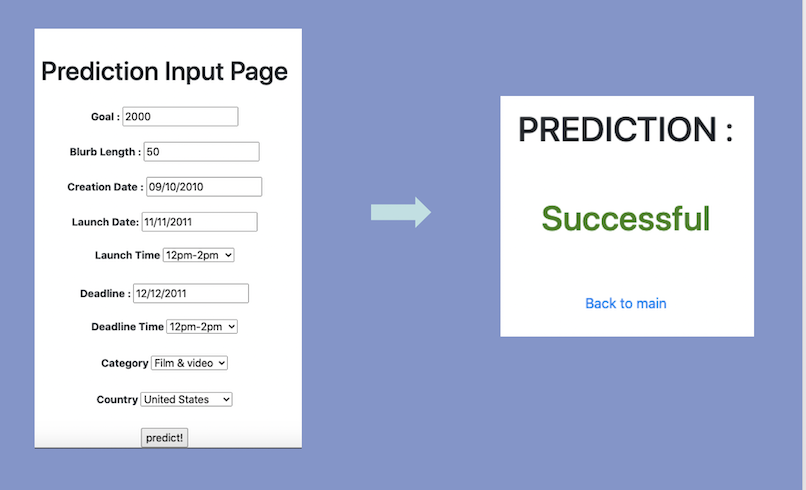 Prediction Input Page
Goal : 2000
Blurb Length : 50
Creation Date : 09/10/2010
Launch Date: 11/11/2011
Launch Time 12pm-2pm
Deadline : 12/12/2011
Deadline Time 12pm-2pm
Category Film & video
Country United States
predict!
PREDICTION :
Successful
Back to main